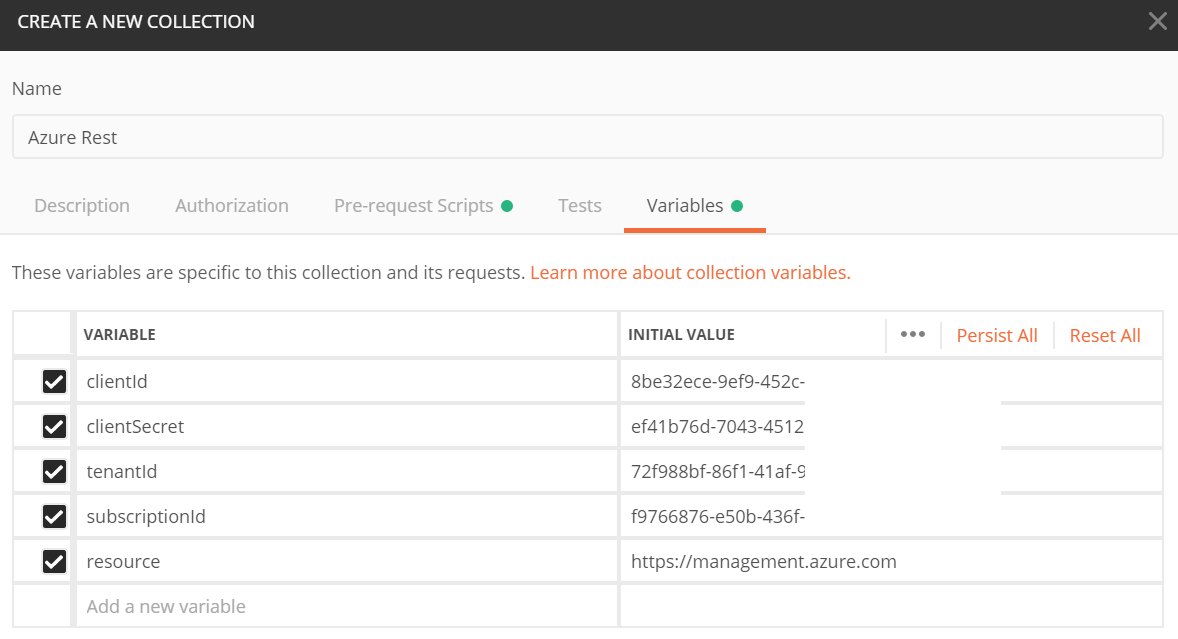 CREATE A NEW COLLECTION
Name
Azure Rest
Description Authorization Pre-request Scripts Tests Variables
These variables are specific to this collection and its requests. Learn more about collection variables.
VARIABLE INITIAL VALUE ••• Persist All Reset All
clientId 8be32ece-9ef9-452c-
clientSecret ef41b76d-7043-4512
tenantId 72f988bf-86f1-41af-9
subscriptionId f9766876-e50b-436f-
resource https://management.azure.com
Add a new variable